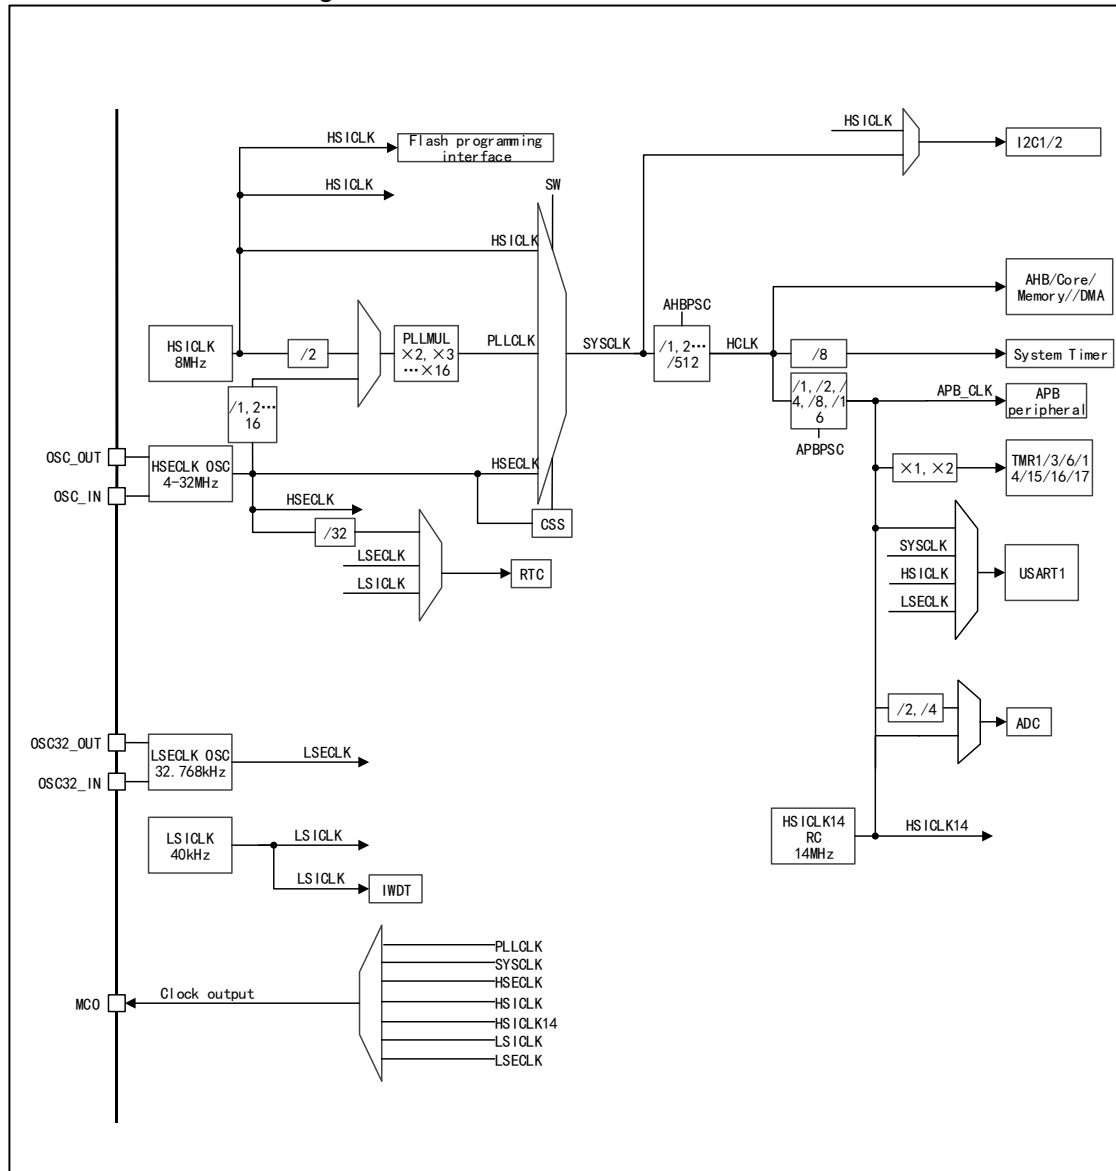 HSICLK
Flash programming
interface
HSICLK
I2C1/2
HSICLK
SW
HSICLK
AHB/Core/
Memory//DMA
AHBPSC
HSICLK
8MHz
/2
PLLMUL
×2, ×3
…×16
PLLCLK
SYSCLK
/1, 2…
/512
HCLK
/8
System Timer
/1, 2…
16
/1, /2, /
4, /8, /1
6
APB_CLK
APB
peripheral
APBPSC
OSC_OUT
HSECLK OSC
4-32MHz
OSC_IN
HSECLK
×1, ×2
TMR1/3/6/1
4/15/16/17
HSECLK
CSS
/32
LSECLK
LSICLK
RTC
SYSCLK
HSICLK
LSECLK
USART1
/2, /4
ADC
OSC32_OUT
LSECLK OSC
32.768kHz
OSC32_IN
LSECLK
LSICLK
40kHz
LSICLK
LSICLK
IWDT
HSICLK14
RC
14MHz
HSICLK14
MCO
Clock output
PLLCLK
SYSCLK
HSECLK
HSICLK
HSICLK14
LSICLK
LSECLK